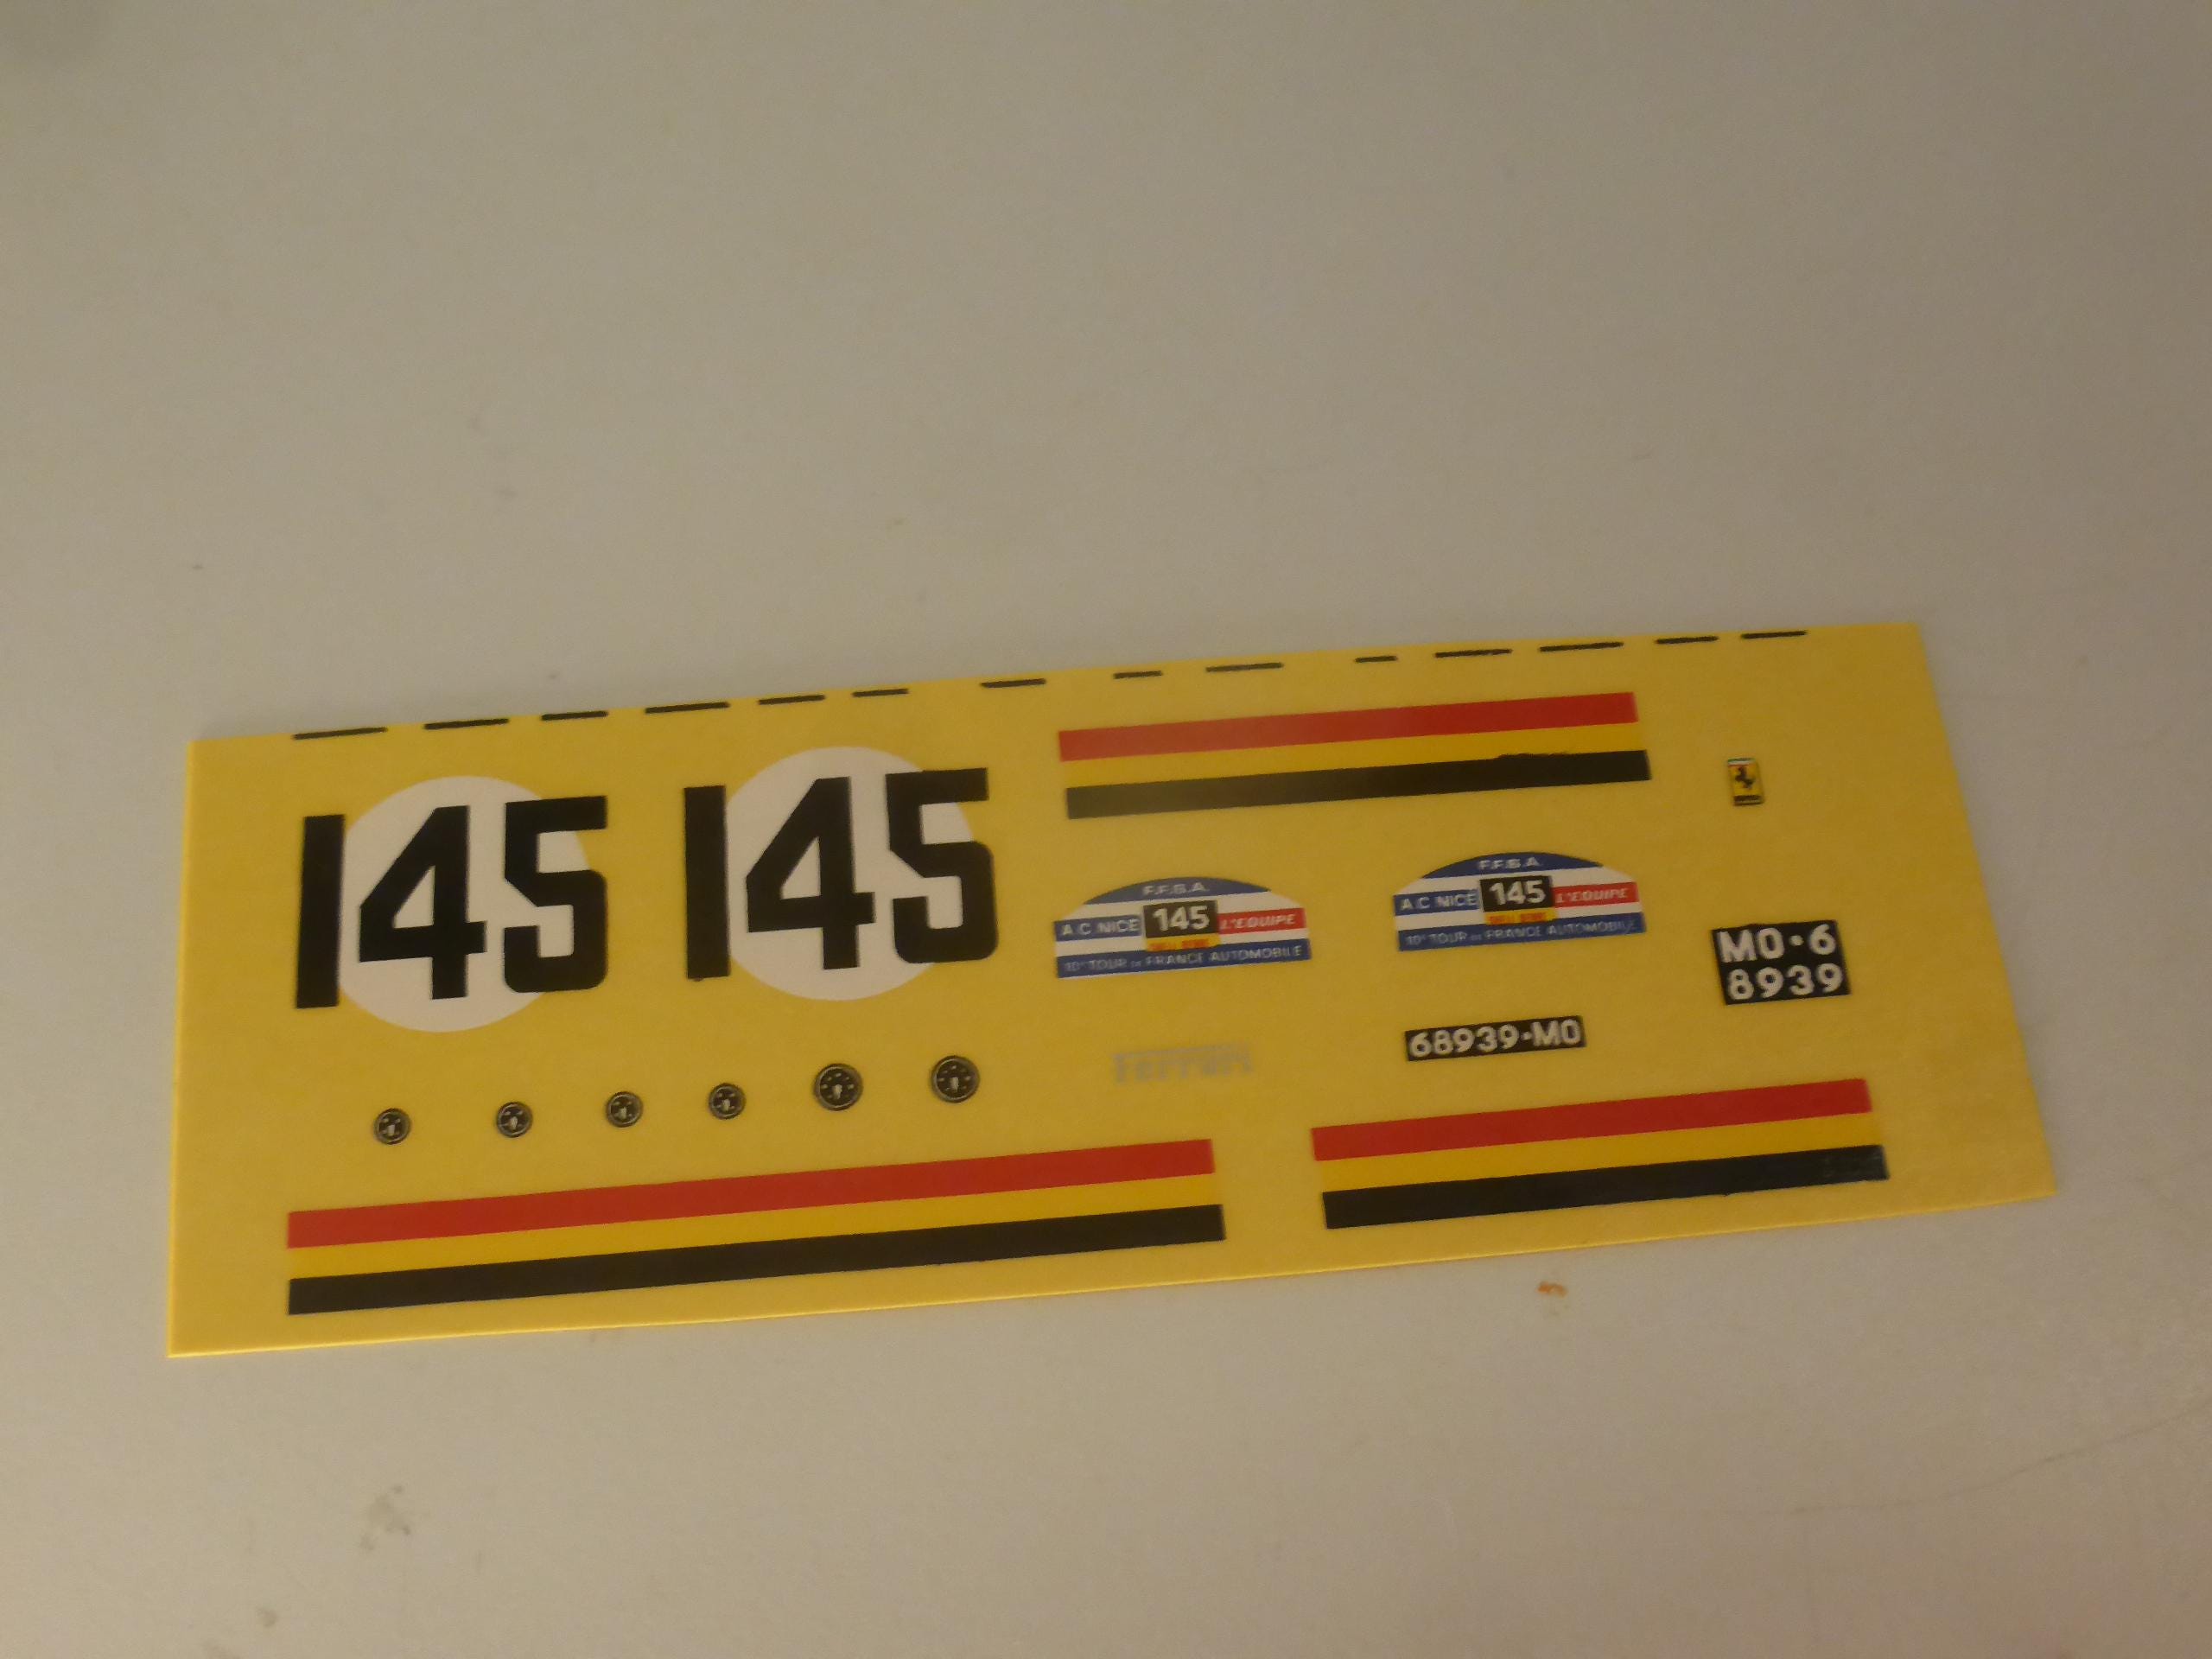 145
145
F.F.S.A.
A.C. NICE 145 L'EQUIPE
10e TOUR DE FRANCE AUTOMOBILE
F.F.S.A.
A.C. NICE 145 L'EQUIPE
10e TOUR DE FRANCE AUTOMOBILE
MO·6
8939
68939·MO
Ferrari